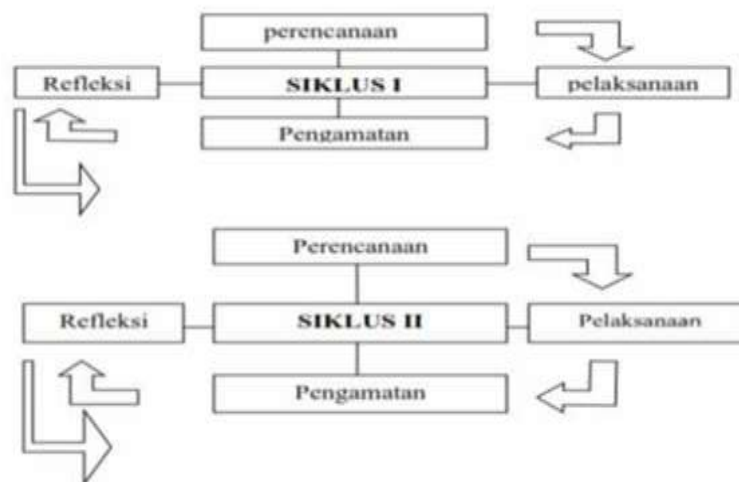 perencanaan
Refleksi
SIKLUS I
pelaksanaan
Pengamatan
Perencanaan
Refleksi
SIKLUS II
Pelaksanaan
Pengamatan